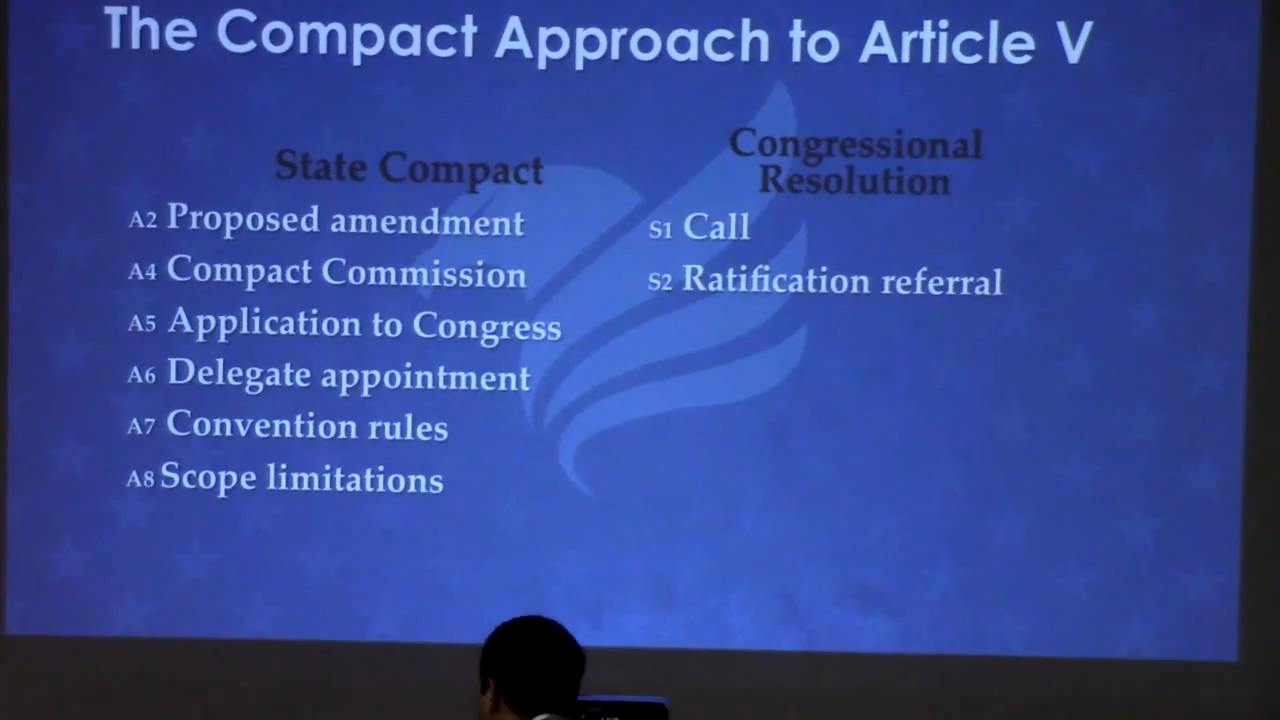 The Compact Approach to Article V
State Compact
A2 Proposed amendment
A4 Compact Commission
A5 Application to Congress
A6 Delegate appointment
A7 Convention rules
A8 Scope limitations
Congressional
Resolution
S1 Call
S2 Ratification referral